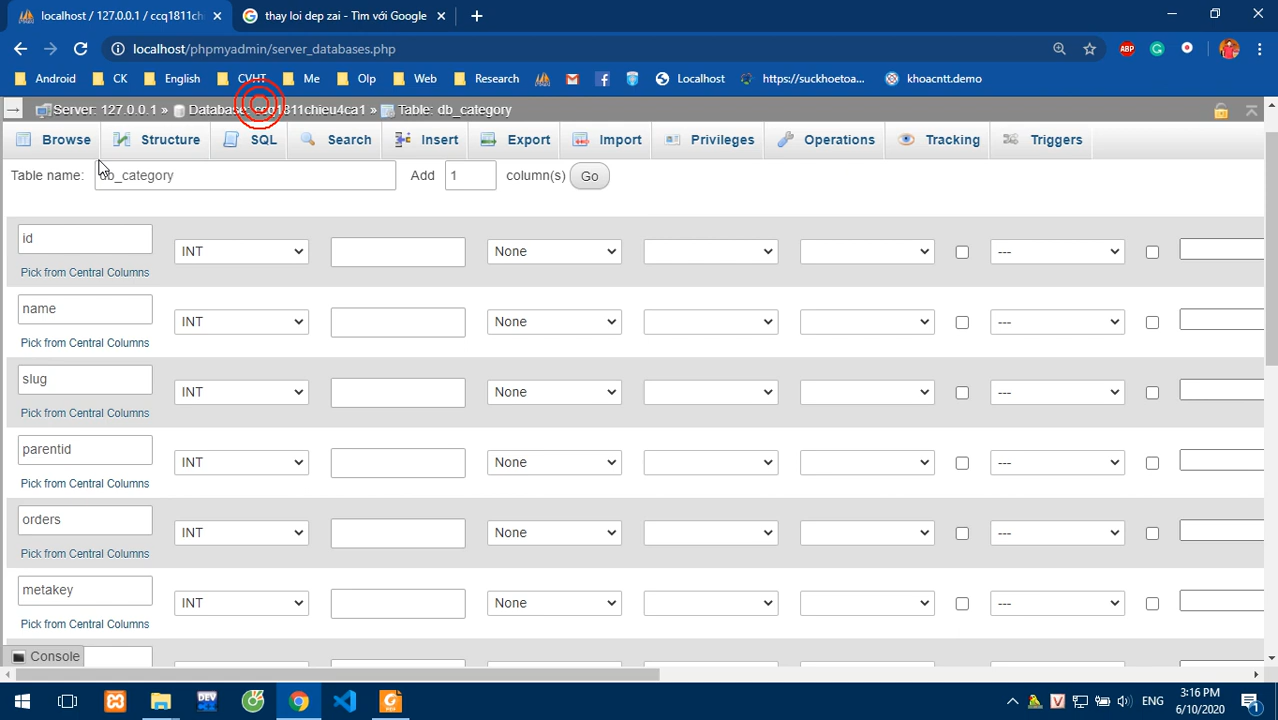 localhost / 127.0.0.1 / ccq1811ch
thay loi dep zai - Tìm với Google
localhost/phpmyadmin/server_databases.php
ABP
Android CK English CVHT Me Olp Web Research Localhost https://suckhoetoa... khoacntt.demo
Server: 127.0.0.1 » Database: ccq1811chieu4ca1 » Table: db_category
Browse Structure SQL Search Insert Export Import Privileges Operations Tracking Triggers
Table name: db_category Add 1 column(s) Go
id INT None ---
Pick from Central Columns
name INT None ---
Pick from Central Columns
slug INT None ---
Pick from Central Columns
parentid INT None ---
Pick from Central Columns
orders INT None ---
Pick from Central Columns
metakey INT None ---
Pick from Central Columns
Console
DEV
ENG
3:16 PM
6/10/2020
1